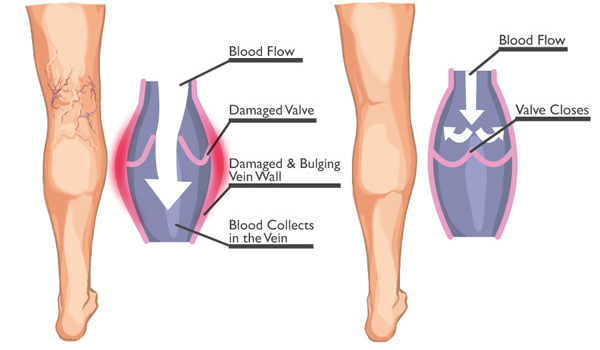 Blood Flow
Damaged Valve
Damaged & Bulging
Vein Wall
Blood Collects
in the Vein
Blood Flow
Valve Closes